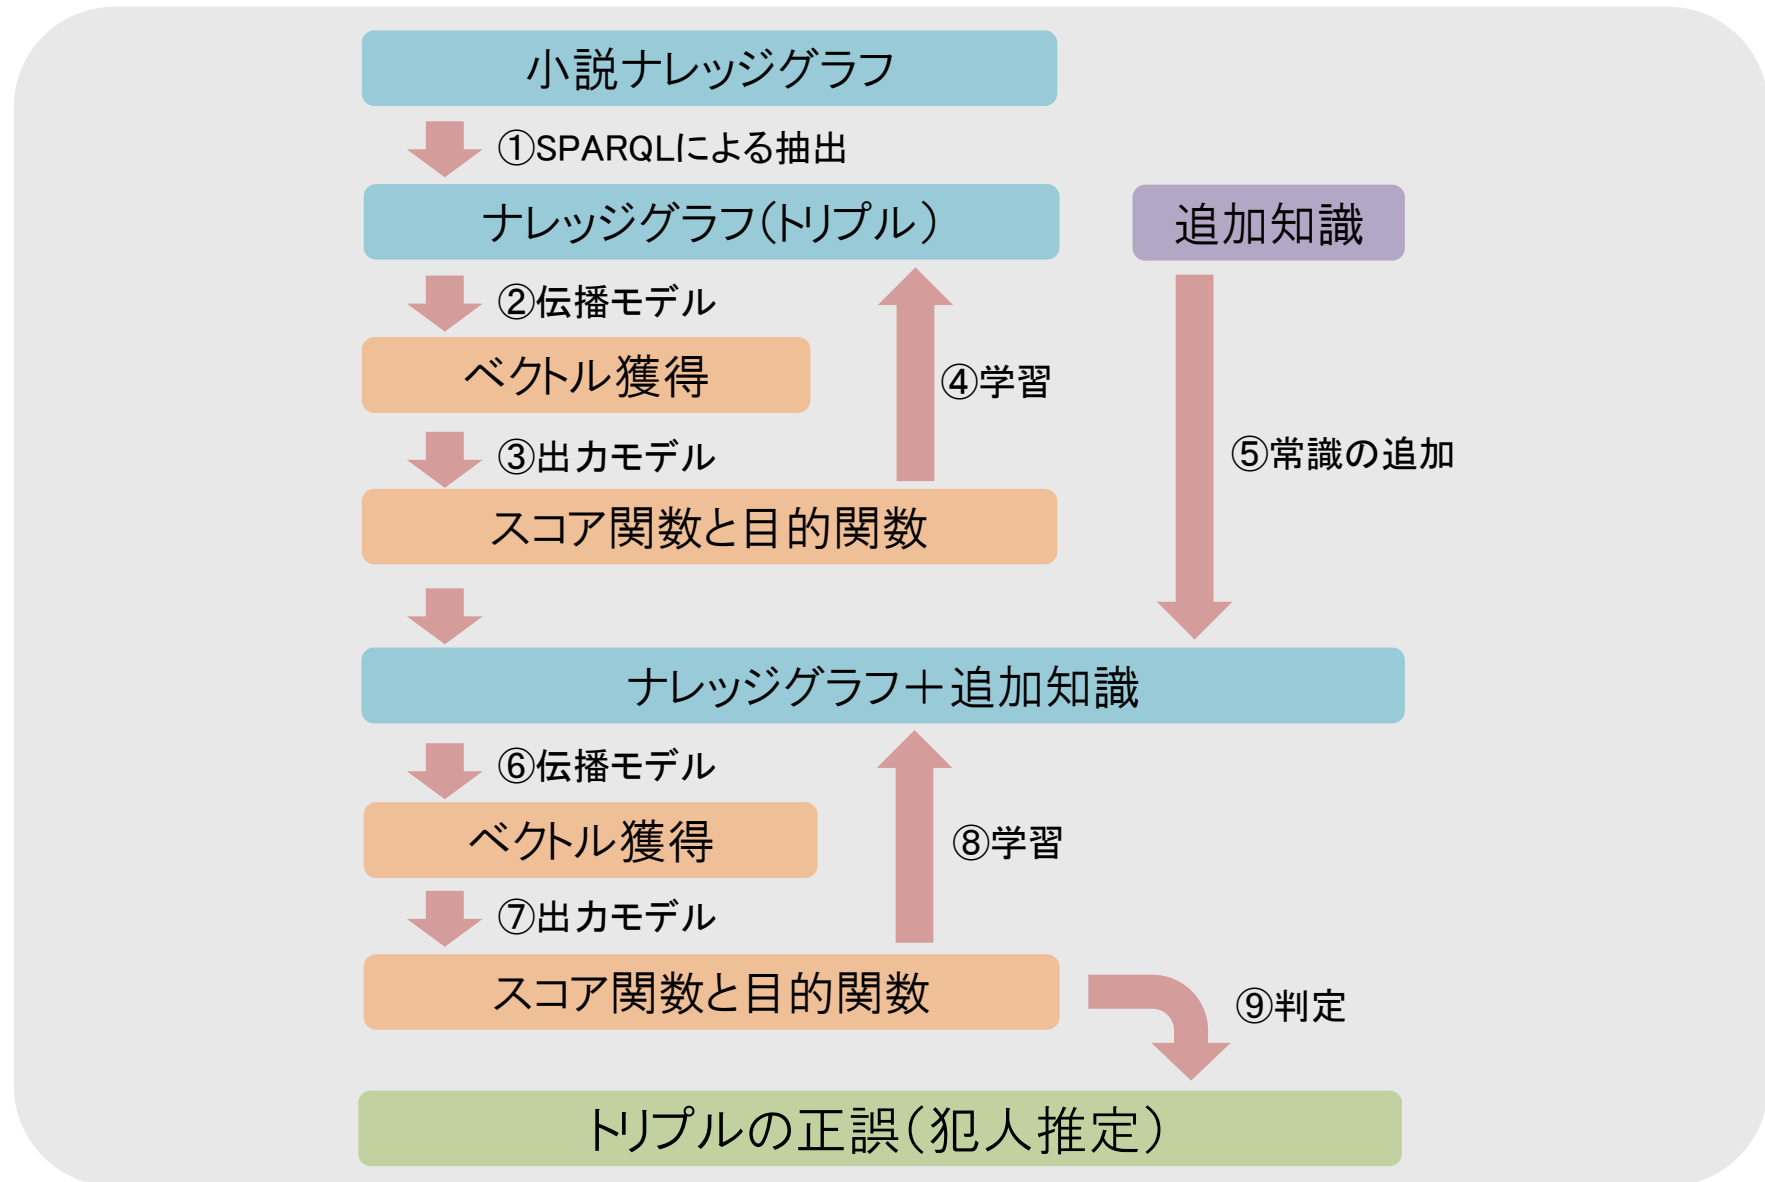 小説ナレッジグラフ
①SPARQLによる抽出
ナレッジグラフ(トリプル)
追加知識
②伝播モデル
ベクトル獲得
④学習
③出力モデル
⑤常識の追加
スコア関数と目的関数
ナレッジグラフ＋追加知識
⑥伝播モデル
ベクトル獲得
⑧学習
⑦出力モデル
スコア関数と目的関数
⑨判定
トリプルの正誤(犯人推定)